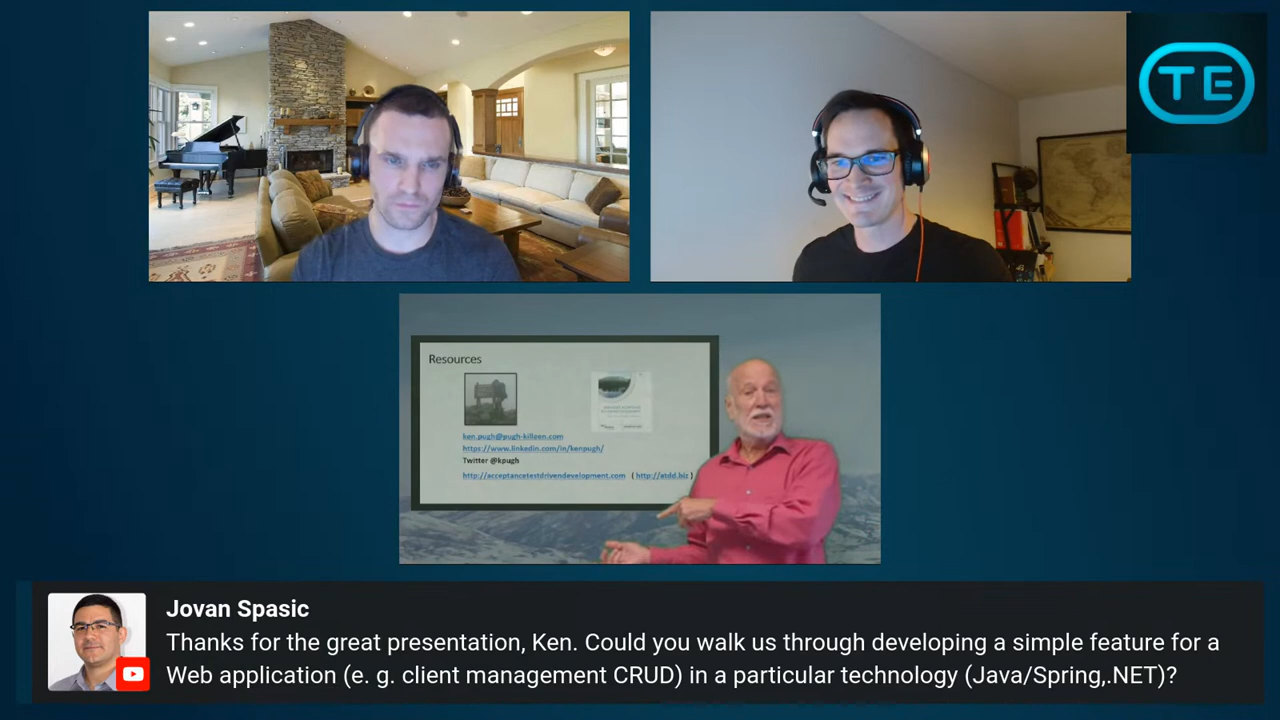 TE
Resources
ken.pugh@pugh-killeen.com
https://www.linkedin.com/in/kenpugh/
Twitter @kpugh
http://acceptancetestdrivendevelopment.com ( http://atdd.biz )
Jovan Spasic
Thanks for the great presentation, Ken. Could you walk us through developing a simple feature for a
Web application (e. g. client management CRUD) in a particular technology (Java/Spring,.NET)?